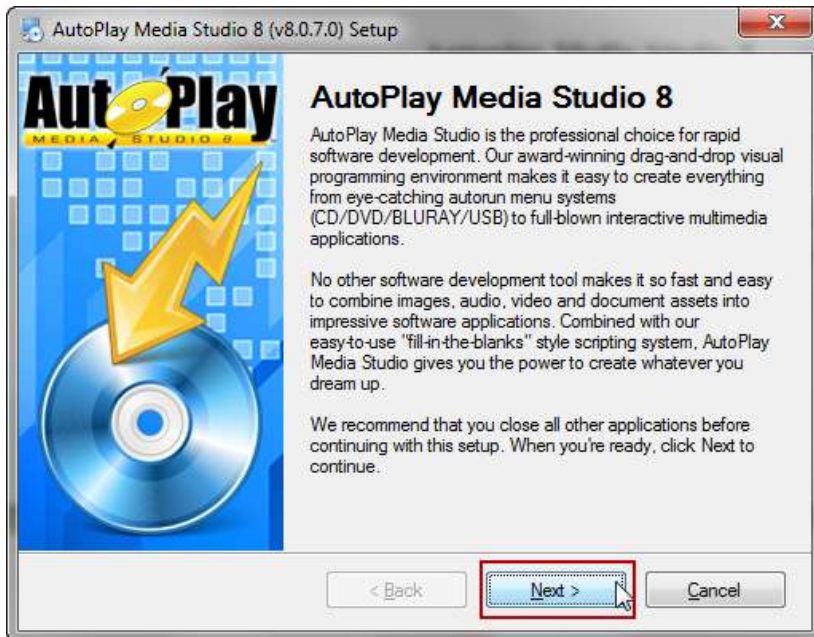 AutoPlay Media Studio 8 (v8.0.7.0) Setup
AutoPlay
MEDIA STUDIO 8
AutoPlay Media Studio 8
AutoPlay Media Studio is the professional choice for rapid
software development. Our award-winning drag-and-drop visual
programming environment makes it easy to create everything
from eye-catching autorun menu systems
(CD/DVD/BLURAY/USB) to full-blown interactive multimedia
applications.
No other software development tool makes it so fast and easy
to combine images, audio, video and document assets into
impressive software applications. Combined with our
easy-to-use "fill-in-the-blanks" style scripting system, AutoPlay
Media Studio gives you the power to create whatever you
dream up.
We recommend that you close all other applications before
continuing with this setup. When you're ready, click Next to
continue.
< Back
Next >
Cancel